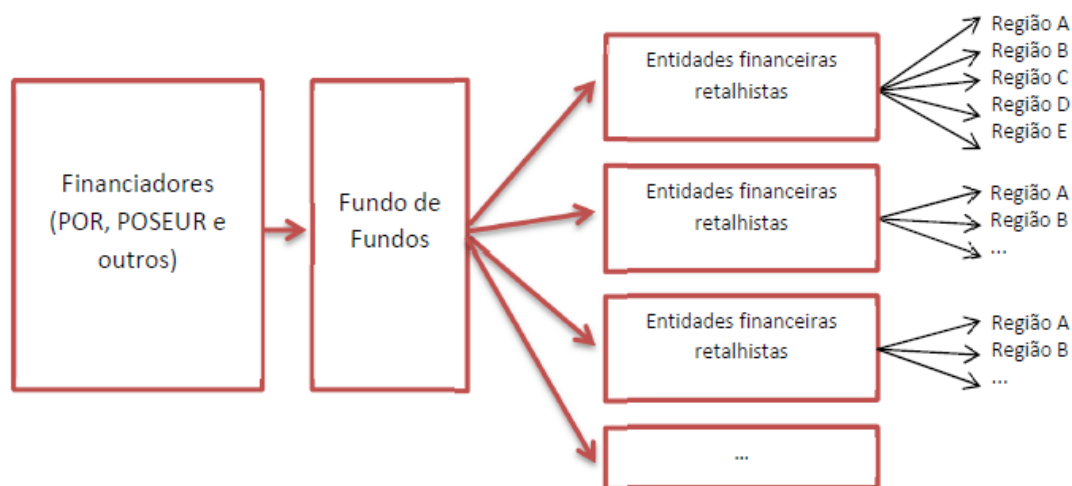 Financiadores
(POR, POSEUR e
outros)
Fundo de
Fundos
Entidades financeiras
retalhistas
Região A
Região B
Região C
Região D
Região E
Entidades financeiras
retalhistas
Região A
Região B
...
Entidades financeiras
retalhistas
Região A
Região B
...
...